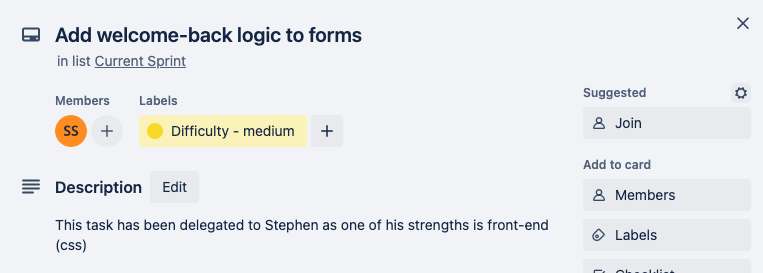 Add welcome-back logic to forms
in list Current Sprint
Members
Labels
SS
Difficulty - medium
Description
Edit
This task has been delegated to Stephen as one of his strengths is front-end
(css)
Suggested
Join
Add to card
Members
Labels
Checklist